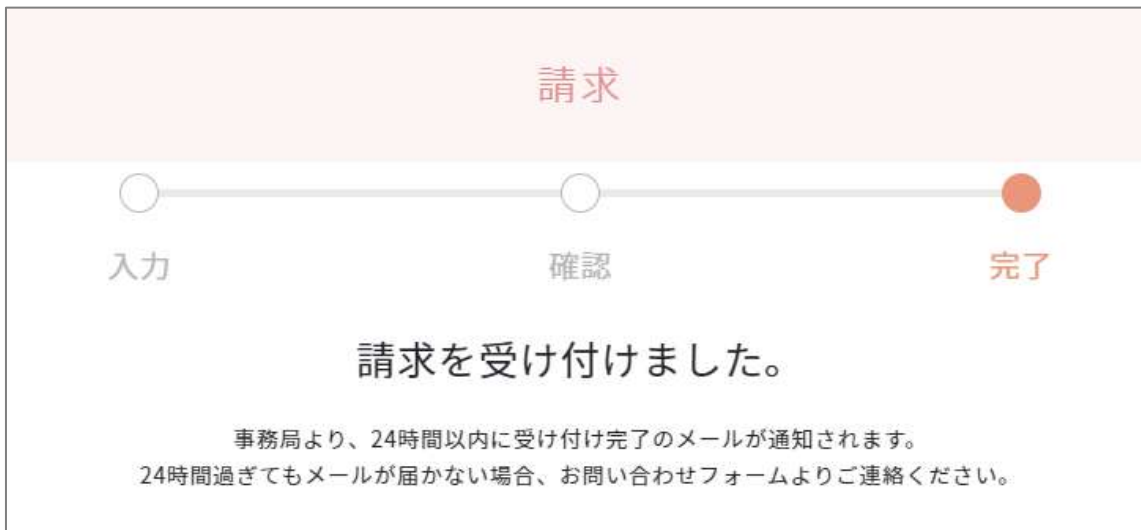 請求
入力 確認 完了
請求を受け付けました。
事務局より、24時間以内に受け付け完了のメールが通知されます。
24時間過ぎてもメールが届かない場合、お問い合わせフォームよりご連絡ください。